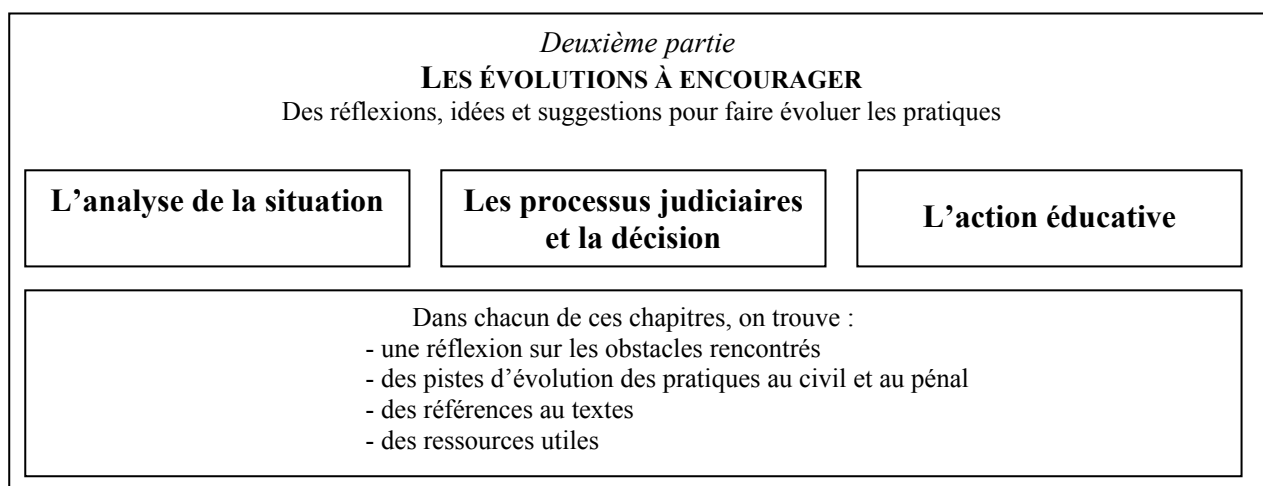 Deuxième partie
LES ÉVOLUTIONS À ENCOURAGER
Des réflexions, idées et suggestions pour faire évoluer les pratiques
L’analyse de la situation
Les processus judiciaires
et la décision
L’action éducative
Dans chacun de ces chapitres, on trouve :
- une réflexion sur les obstacles rencontrés
- des pistes d’évolution des pratiques au civil et au pénal
- des références au textes
- des ressources utiles